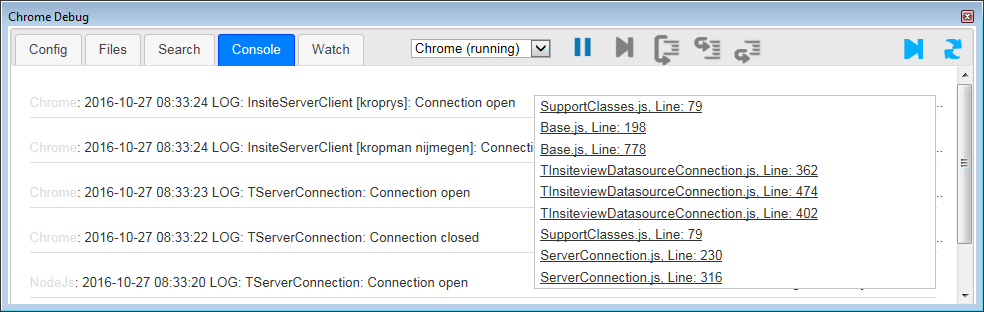 Chrome Debug
Config Files Search Console Watch Chrome (running)
Chrome: 2016-10-27 08:33:24 LOG: InsiteServerClient [kroprys]: Connection open
Chrome: 2016-10-27 08:33:24 LOG: InsiteServerClient [kropman nijmegen]: Connecti
Chrome: 2016-10-27 08:33:23 LOG: TServerConnection: Connection open
Chrome: 2016-10-27 08:33:22 LOG: TServerConnection: Connection closed
NodeJs: 2016-10-27 08:33:20 LOG: TServerConnection: Connection open
SupportClasses.js, Line: 79
Base.js, Line: 198
Base.js, Line: 778
TInsiteviewDatasourceConnection.js, Line: 362
TInsiteviewDatasourceConnection.js, Line: 474
TInsiteviewDatasourceConnection.js, Line: 402
SupportClasses.js, Line: 79
ServerConnection.js, Line: 230
ServerConnection.js, Line: 316